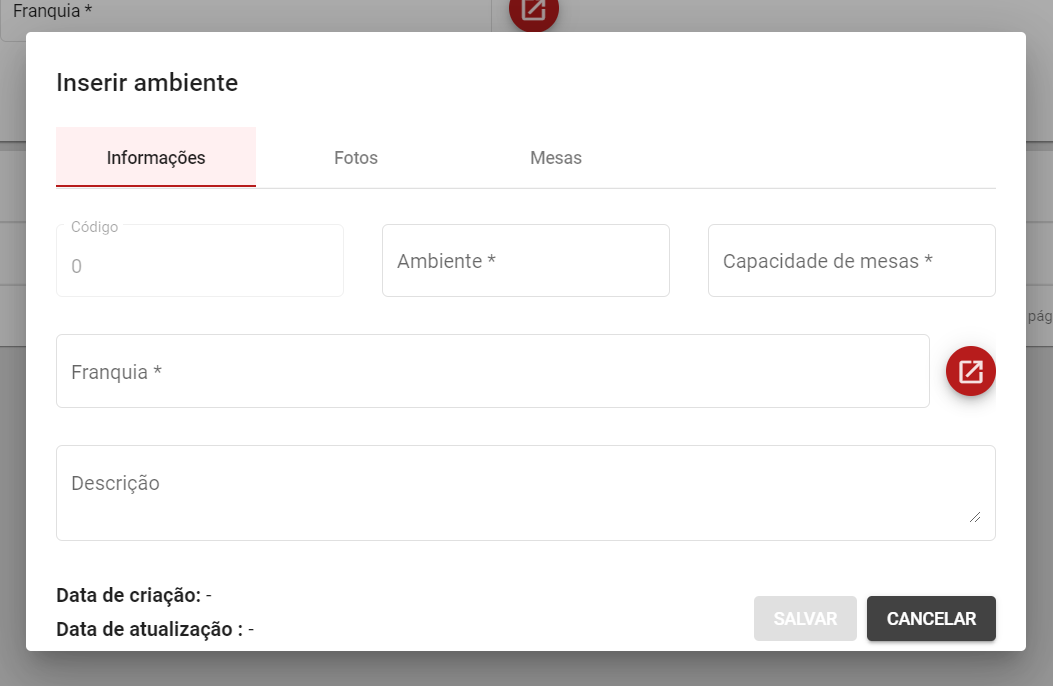 Franquia *
Inserir ambiente
Informações Fotos Mesas
Código
0
Ambiente *
Capacidade de mesas *
Franquia *
pág
Descrição
Data de criação: -
Data de atualização : -
SALVAR CANCELAR